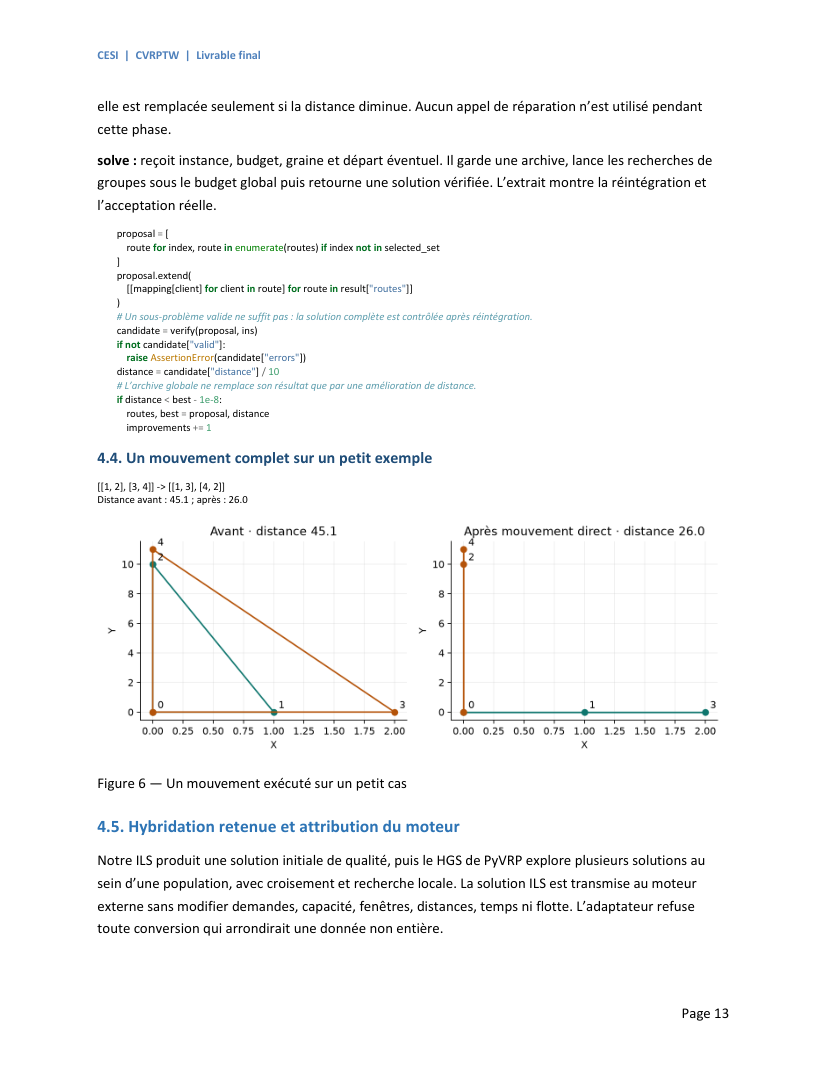 CESI | CVRPTW | Livrable final
elle est remplacée seulement si la distance diminue. Aucun appel de réparation n’est utilisé pendant
cette phase.
solve : reçoit instance, budget, graine et départ éventuel. Il garde une archive, lance les recherches de
groupes sous le budget global puis retourne une solution vérifiée. L’extrait montre la réintégration et
l’acceptation réelle.
proposal = [
    route for index, route in enumerate(routes) if index not in selected_set
]
proposal.extend(
    [[mapping[client] for client in route] for route in result["routes"]]
)
# Un sous-problème valide ne suffit pas : la solution complète est contrôlée après réintégration.
candidate = verify(proposal, ins)
if not candidate["valid"]:
    raise AssertionError(candidate["errors"])
distance = candidate["distance"] / 10
# L’archive globale ne remplace son résultat que par une amélioration de distance.
if distance < best - 1e-8:
    routes, best = proposal, distance
    improvements += 1
4.4. Un mouvement complet sur un petit exemple
[[1, 2], [3, 4]] -> [[1, 3], [4, 2]]
Distance avant : 45.1 ; après : 26.0
Avant · distance 45.1
4
2
10
8
6
4
2
0
Y
0
1
3
0.00 0.25 0.50 0.75 1.00 1.25 1.50 1.75 2.00
X
Après mouvement direct · distance 26.0
4
2
10
8
6
4
2
0
Y
0
1
3
0.00 0.25 0.50 0.75 1.00 1.25 1.50 1.75 2.00
X
Figure 6 — Un mouvement exécuté sur un petit cas
4.5. Hybridation retenue et attribution du moteur
Notre ILS produit une solution initiale de qualité, puis le HGS de PyVRP explore plusieurs solutions au
sein d’une population, avec croisement et recherche locale. La solution ILS est transmise au moteur
externe sans modifier demandes, capacité, fenêtres, distances, temps ni flotte. L’adaptateur refuse
toute conversion qui arrondirait une donnée non entière.
Page 13